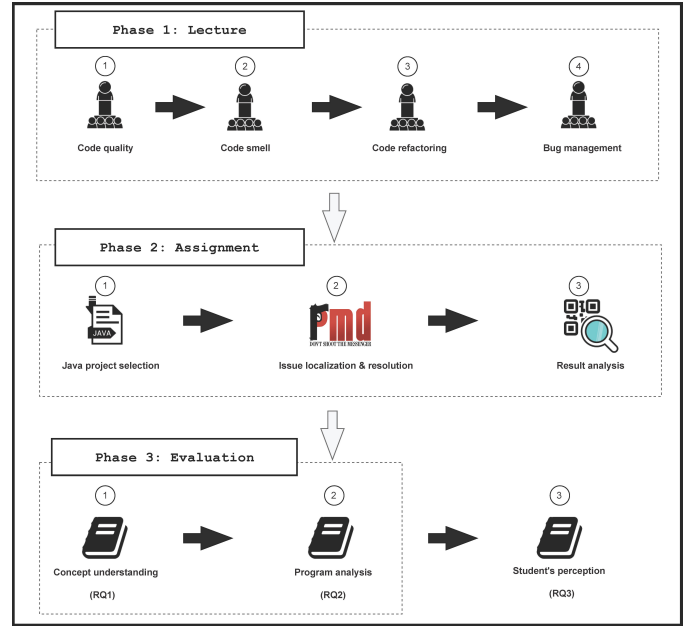 Phase 1: Lecture
1
2
3
4
Code quality
Code smell
Code refactoring
Bug management
Phase 2: Assignment
1
2
3
JAVA
Pmd
DON'T SHOOT THE MESSENGER
Java project selection
Issue localization & resolution
Result analysis
Phase 3: Evaluation
1
2
3
Concept understanding
Program analysis
Student's perception
(RQ1)
(RQ2)
(RQ3)